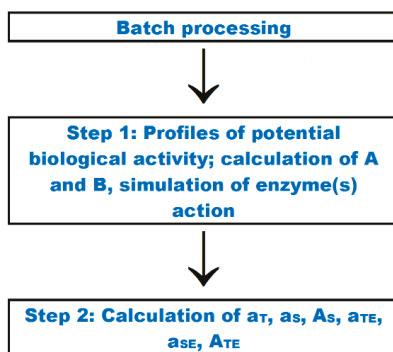 Batch processing
Step 1: Profiles of potential
biological activity; calculation of A
and B, simulation of enzyme(s)
action
Step 2: Calculation of aT, aS, AS, aTE,
aSE, ATE